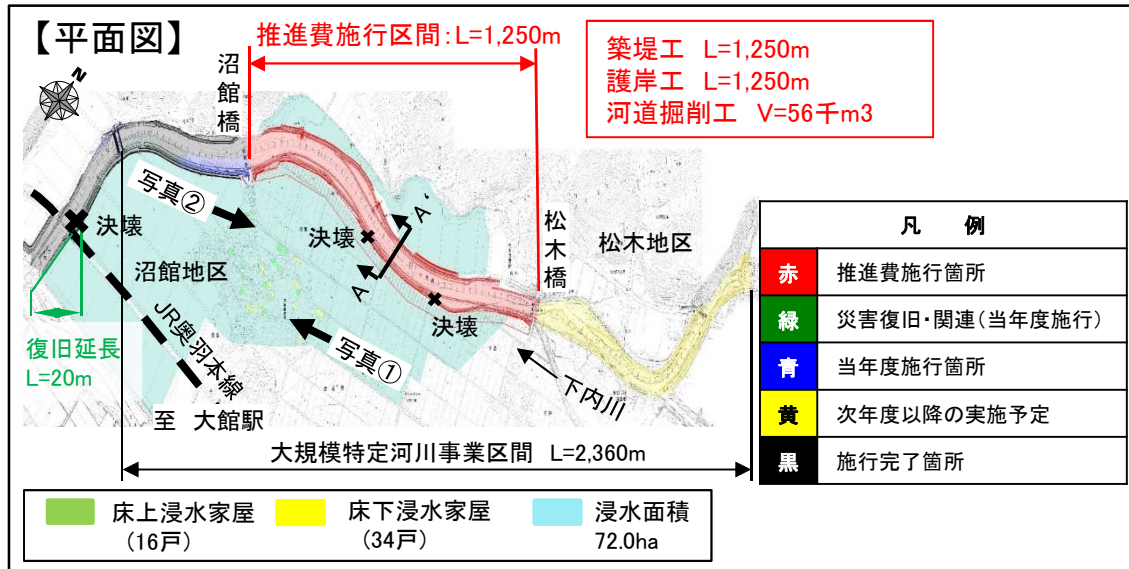 【平面図】
推進費施行区間：L=1,250m
築堤工 L=1,250m
護岸工 L=1,250m
河道掘削工 V=56千m3
N
沼館橋
写真②
決壊
決壊
A
A'
決壊
松木橋
松木地区
沼館地区
JR奥羽本線
写真①
下内川
復旧延長
L=20m
至 大館駅
大規模特定河川事業区間 L=2,360m
凡 例
赤 推進費施行箇所
緑 災害復旧・関連(当年度施行)
青 当年度施行箇所
黄 次年度以降の実施予定
黒 施行完了箇所
床上浸水家屋
(16戸)
床下浸水家屋
(34戸)
浸水面積
72.0ha